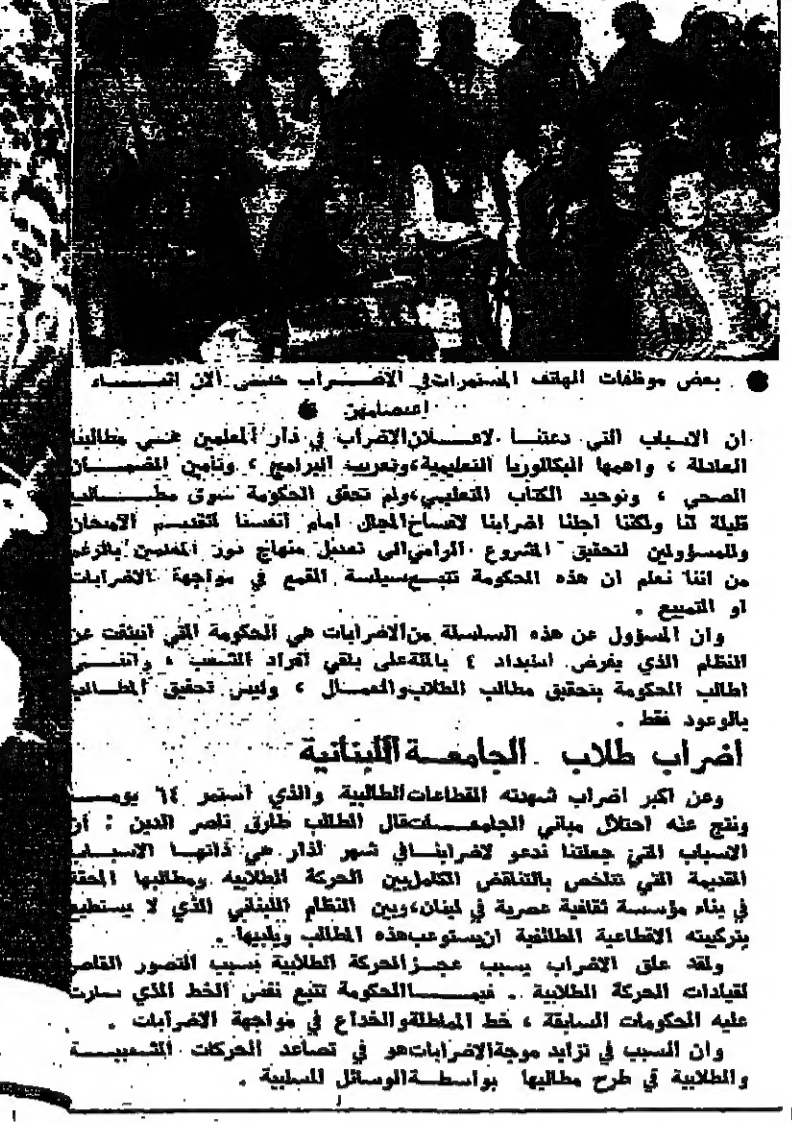 بعض موظفات الهاتف المستمرات في الاضراب حتى الان اثناء
اعتصامهن
ان الاسباب التي دعتنا لاعلان الاضراب في دار المعلمين هي مطالبنا
العادلة ، واهمها البكالوريا التعليمية، وتعريب البرامج ، وتأمين الضمان
الصحي ، وتوحيد الكتاب التعليمي، ولم تحقق الحكومة سوى مطالب
قليلة لنا ولكننا اجلنا اضرابنا لافساح المجال امام أنفسنا لتقديم الامتحان
وللمسؤولين لتحقيق المشروع الرامي الى تعديل منهاج دور المعلمين بالرغم
من اننا نعلم ان هذه الحكومة تتبع سياسة القمع في مواجهة الاضرابات
او التمييع .
وان المسؤول عن هذه السلسلة من الاضرابات هي الحكومة التي انبثقت عن
النظام الذي يفرض استبداد ٤ بالمئة على باقي افراد الشعب ، وانني
اطالب الحكومة بتحقيق مطالب الطلاب والعمال ، وليس تحقيق المطالب
بالوعود فقط .
اضراب طلاب الجامعة اللبنانية
وعن اكبر اضراب شهدته القطاعات الطالبية والذي استمر ٦٤ يوما
ونتج عنه احتلال مباني الجامعة قال الطالب طارق ناصر الدين : ان
الاسباب التي جعلتنا ندعو لاضرابنا في شهر اذار هي ذاتها الاسباب
القديمة التي تتلخص بالتناقض الكامل بين الحركة الطلابية ومطالبها المحقة
في بناء مؤسسة ثقافية عصرية في لبنان، وبين النظام اللبناني الذي لا يستطيع
بتركيبته الاقطاعية الطائفية ان يستوعب هذه المطالب ويلبيها .
ولقد علق الاضراب بسبب عجز الحركة الطلابية بسبب التصور القاصر
لقيادات الحركة الطلابية . فيما الحكومة تتبع نفس الخط الذي سارت
عليه الحكومات السابقة ، خط المماطلة والخداع في مواجهة الاضرابات .
وان السبب في تزايد موجة الاضرابات هو في تصاعد الحركات الشعبية
والطلابية في طرح مطاليها بواسطة الوسائل السلبية .